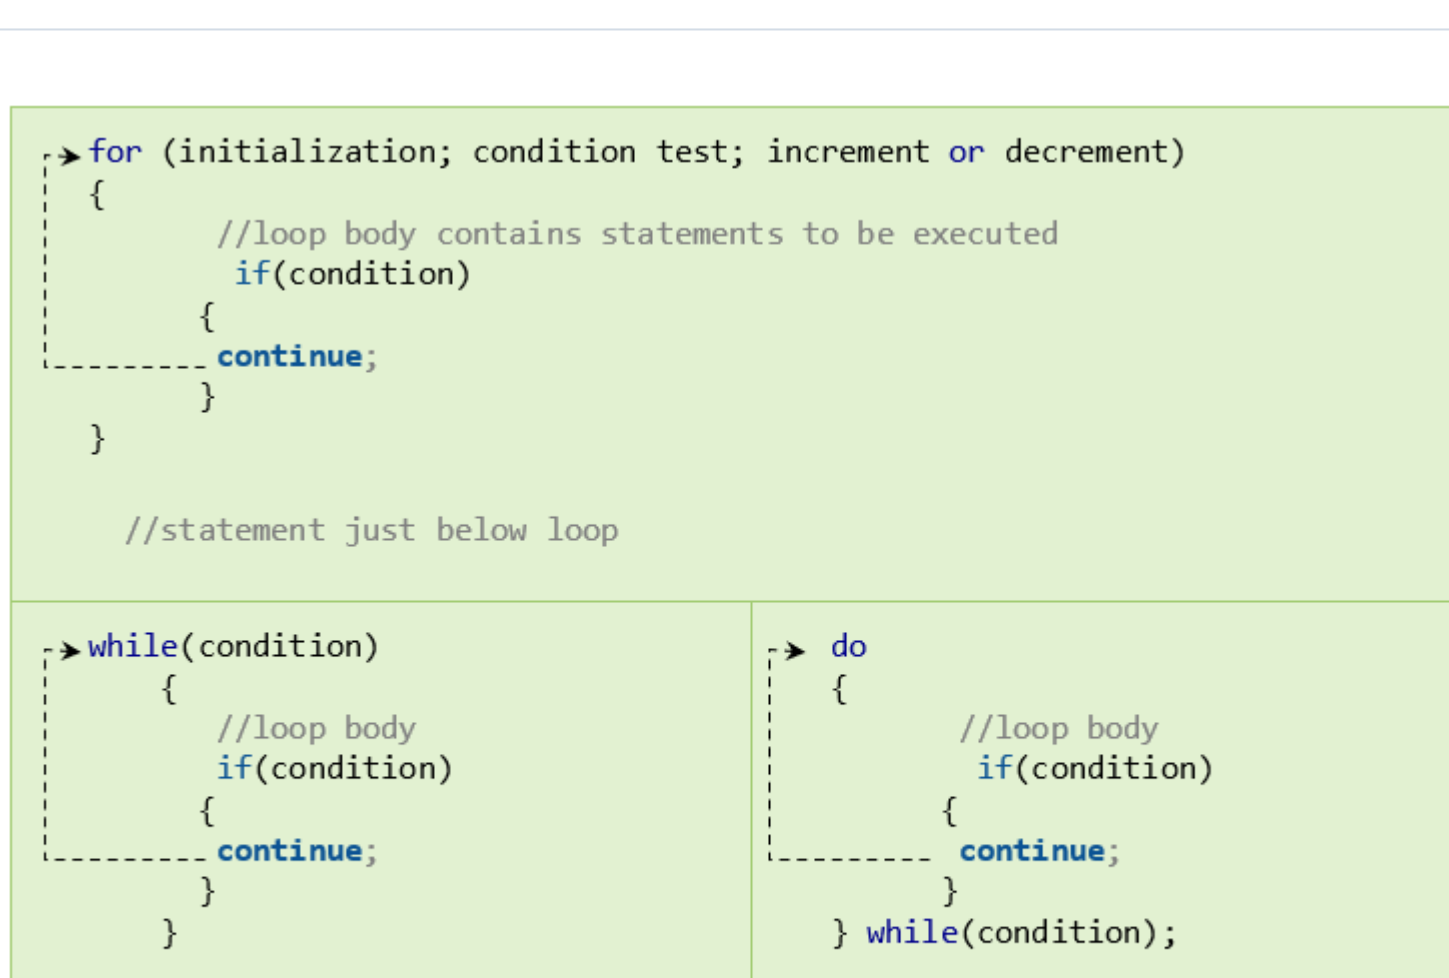 for (initialization; condition test; increment or decrement)
{
//loop body contains statements to be executed
if(condition)
{
continue;
}
}
//statement just below loop
while(condition)
{
//loop body
if(condition)
{
continue;
}
}
do
{
//loop body
if(condition)
{
continue;
}
} while(condition);